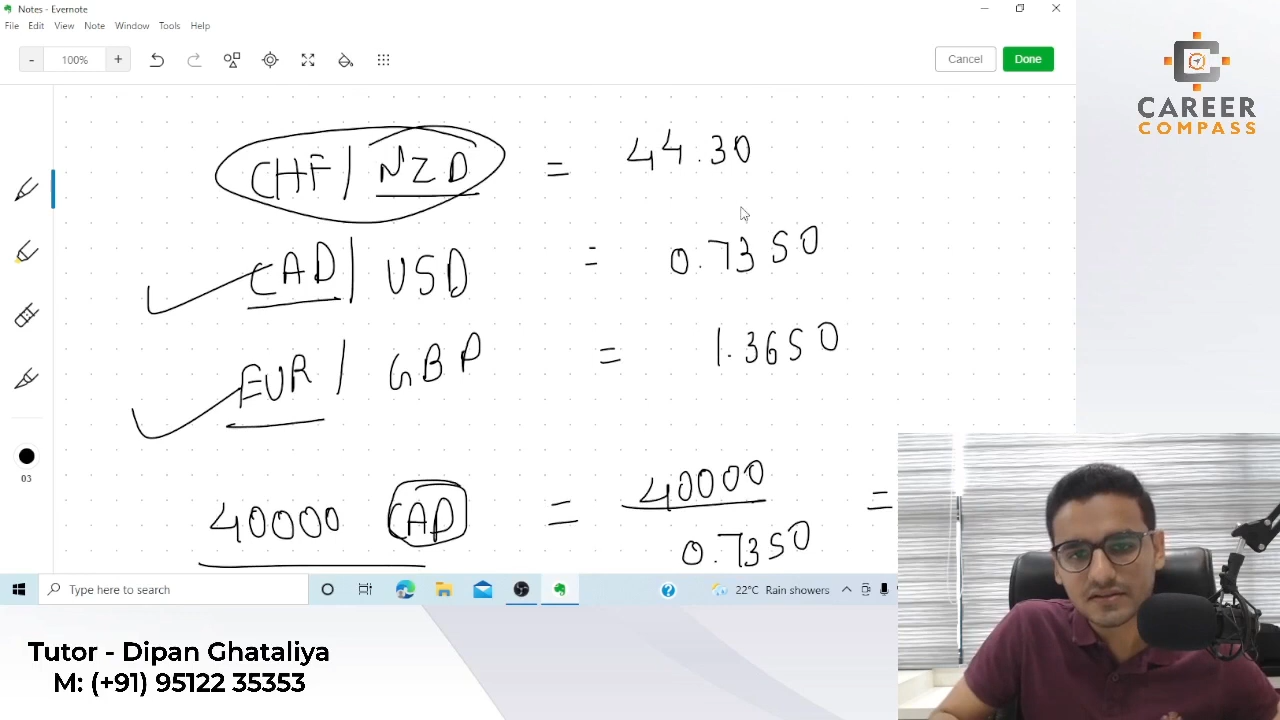 Notes - Evernote
File Edit View Note Window Tools Help
- 100% + Cancel Done
CAREER
COMPASS
CHF / NZD = 44.30
CAD / USD = 0.7350
EUR / GBP = 1.3650
40000 CAD = 40000 =
0.7350
03
Type here to search
22°C Rain showers
Tutor - Dipan Ghataliya
M: (+91) 95122 35353